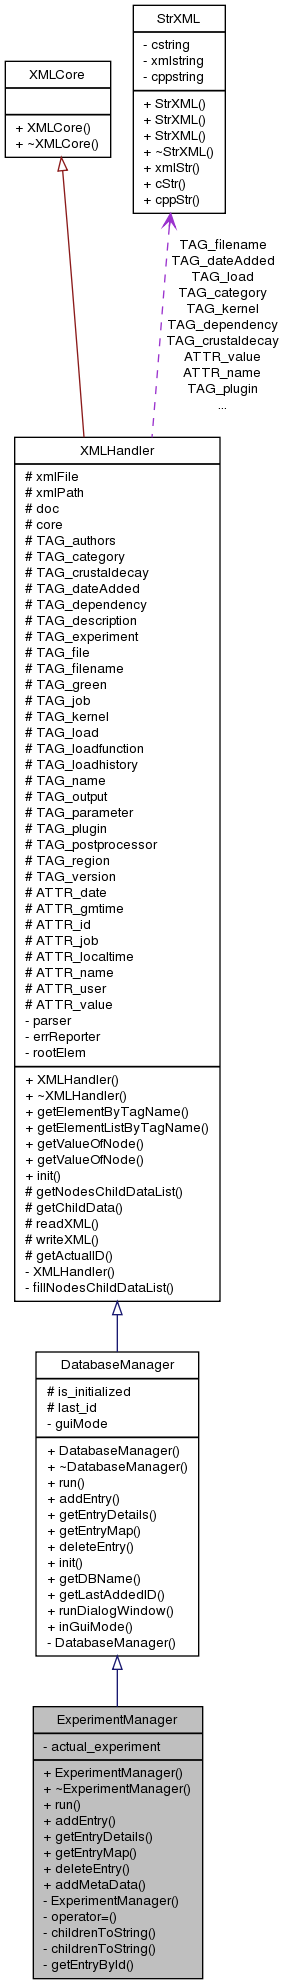 StrXML
- cstring
- xmlstring
- cppstring
+ StrXML()
+ StrXML()
+ StrXML()
+ ~StrXML()
+ xmlStr()
+ cStr()
+ cppStr()
XMLCore
+ XMLCore()
+ ~XMLCore()
TAG_filename
TAG_dateAdded
TAG_load
TAG_category
TAG_kernel
TAG_dependency
TAG_crustaldecay
ATTR_value
ATTR_name
TAG_plugin
...
XMLHandler
# xmlFile
# xmlPath
# doc
# core
# TAG_authors
# TAG_category
# TAG_crustaldecay
# TAG_dateAdded
# TAG_dependency
# TAG_description
# TAG_experiment
# TAG_file
# TAG_filename
# TAG_green
# TAG_job
# TAG_kernel
# TAG_load
# TAG_loadfunction
# TAG_loadhistory
# TAG_name
# TAG_output
# TAG_parameter
# TAG_plugin
# TAG_postprocessor
# TAG_region
# TAG_version
# ATTR_date
# ATTR_gmtime
# ATTR_id
# ATTR_job
# ATTR_localtime
# ATTR_name
# ATTR_user
# ATTR_value
- parser
- errReporter
- rootElem
+ XMLHandler()
+ ~XMLHandler()
+ getElementByTagName()
+ getElementListByTagName()
+ getValueOfNode()
+ getValueOfNode()
+ init()
# getNodesChildDataList()
# getChildData()
# readXML()
# writeXML()
# getActualID()
- XMLHandler()
- fillNodesChildDataList()
DatabaseManager
# is_initialized
# last_id
- guiMode
+ DatabaseManager()
+ ~DatabaseManager()
+ run()
+ addEntry()
+ getEntryDetails()
+ getEntryMap()
+ deleteEntry()
+ init()
+ getDBName()
+ getLastAddedID()
+ runDialogWindow()
+ inGuiMode()
- DatabaseManager()
ExperimentManager
- actual_experiment
+ ExperimentManager()
+ ~ExperimentManager()
+ run()
+ addEntry()
+ getEntryDetails()
+ getEntryMap()
+ deleteEntry()
+ addMetaData()
- ExperimentManager()
- operator=()
- childrenToString()
- childrenToString()
- getEntryById()